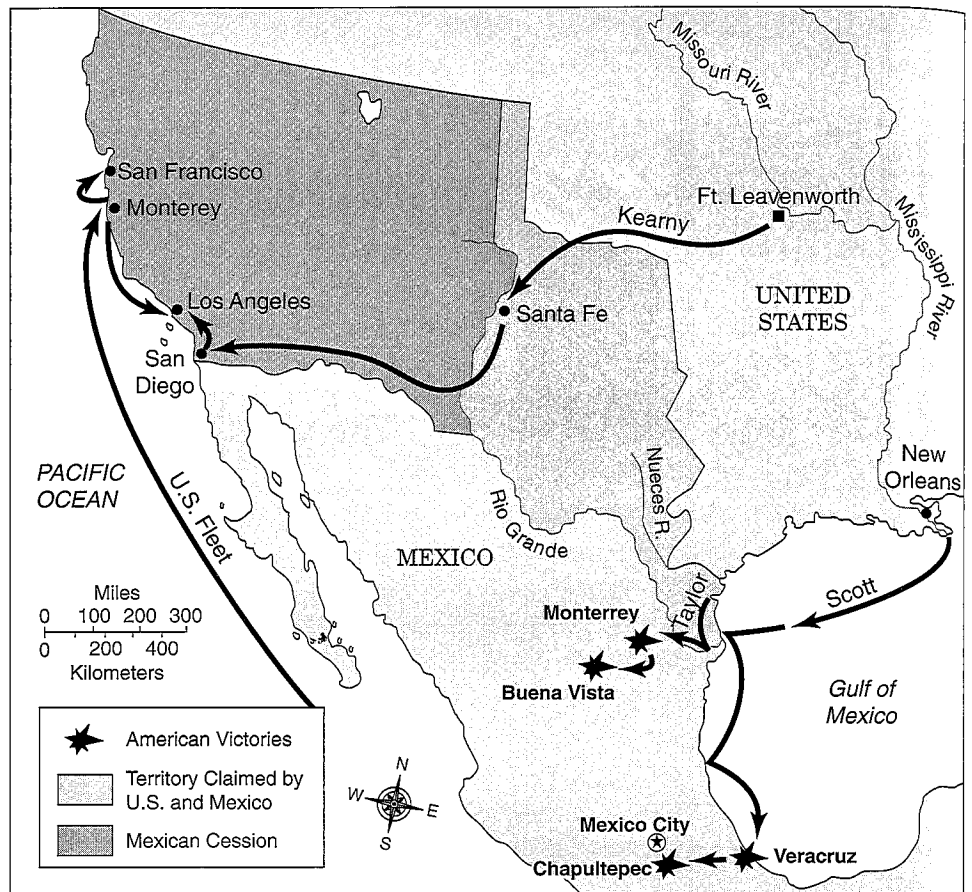 Missouri River
San Francisco
Monterey
Ft. Leavenworth
Kearny
Mississippi River
Los Angeles
Santa Fe
UNITED
STATES
San
Diego
PACIFIC
OCEAN
U.S. Fleet
New
Orleans
Nueces R.
Rio Grande
MEXICO
Miles
0 100 200 300
0 200 400
Kilometers
Taylor
Scott
Monterrey
Buena Vista
Gulf of
Mexico
American Victories
Territory Claimed by
U.S. and Mexico
Mexican Cession
N
W
E
S
Mexico City
Chapultepec
Veracruz